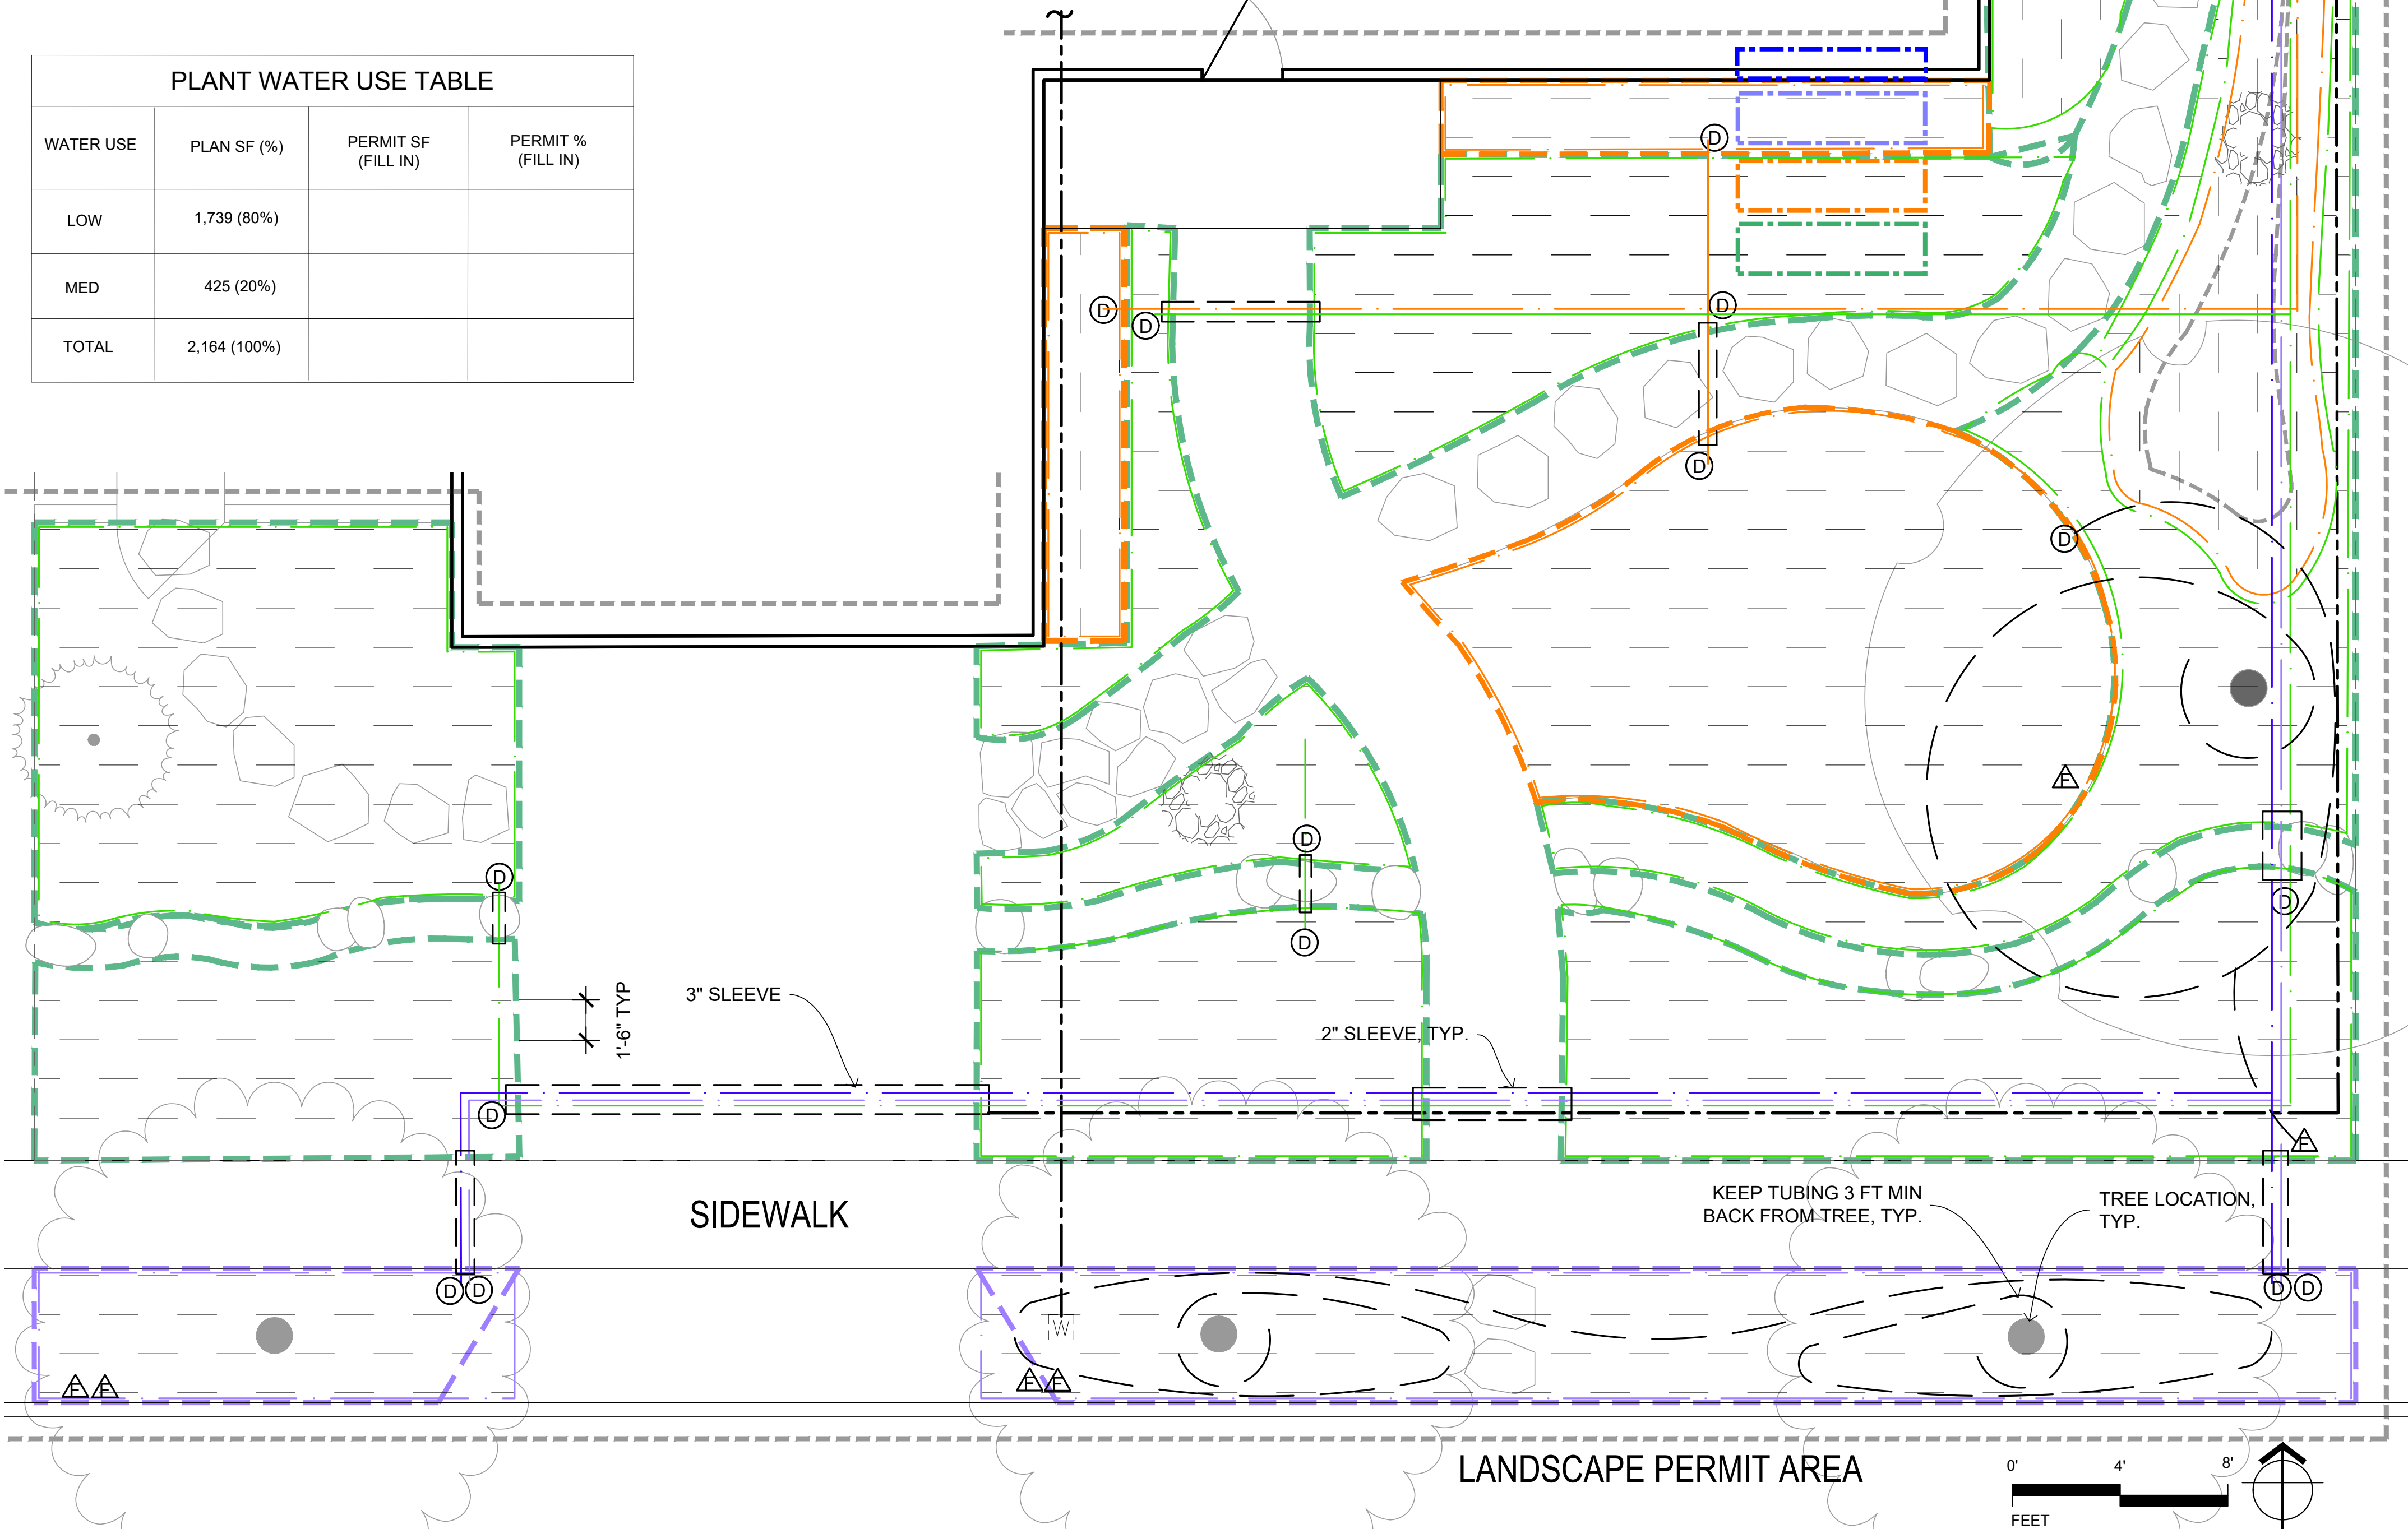 PLANT WATER USE TABLE
WATER USE
PLAN SF (%)
PERMIT SF
(FILL IN)
PERMIT %
(FILL IN)
LOW
1,739 (80%)
MED
425 (20%)
TOTAL
2,164 (100%)
D
D
D
D
D
D
F
D
D
D
D
1'-6" TYP
3" SLEEVE
2" SLEEVE, TYP.
D
F
SIDEWALK
KEEP TUBING 3 FT MIN
BACK FROM TREE, TYP.
TREE LOCATION,
TYP.
D D
D D
W
F F
F F
LANDSCAPE PERMIT AREA
0' 4' 8'
FEET